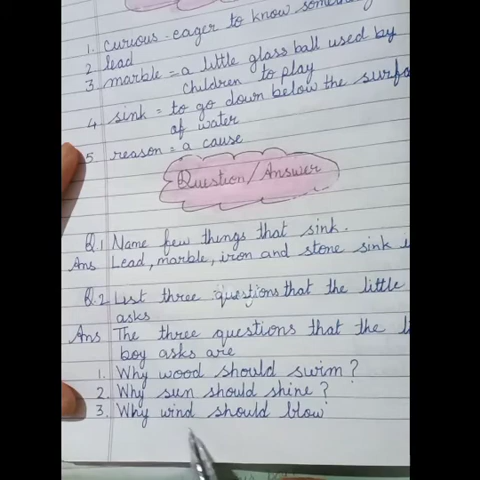 1. curious - eager to know
2 lead
3 marble = a little glass ball used by
children to play
4. sink = to go down below the
of water
5. reason = a cause
Question/Answer
Q.1 Name few things that sink.
Ans Lead, marble, iron and stone sink
Q.2 List three questions that the little
asks
Ans The three questions that the
boy asks are
1. Why wood should swim?
2. Why sun should shine?
3. Why wind should blow